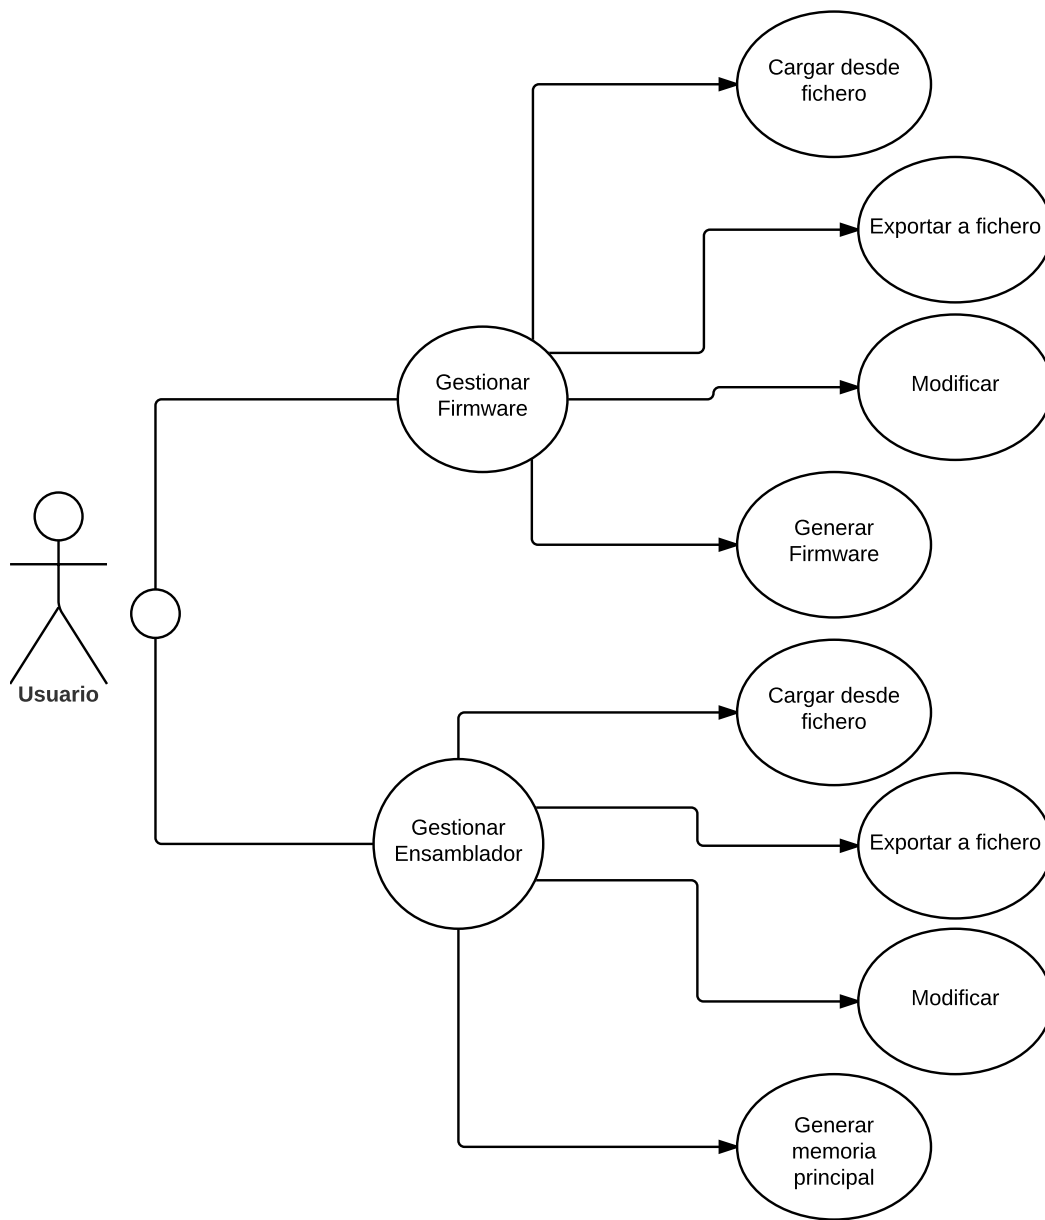 Cargar desde
fichero
Exportar a fichero
Gestionar
Firmware
Modificar
Generar
Firmware
Usuario
Cargar desde
fichero
Gestionar
Ensamblador
Exportar a fichero
Modificar
Generar
memoria
principal